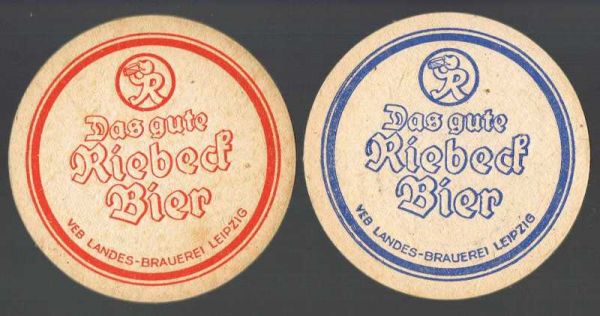 R
Das gute
Riebeck
Bier
VEB LANDES-BRAUEREI LEIPZIG
R
Das gute
Riebeck
Bier
VEB LANDES-BRAUEREI LEIPZIG